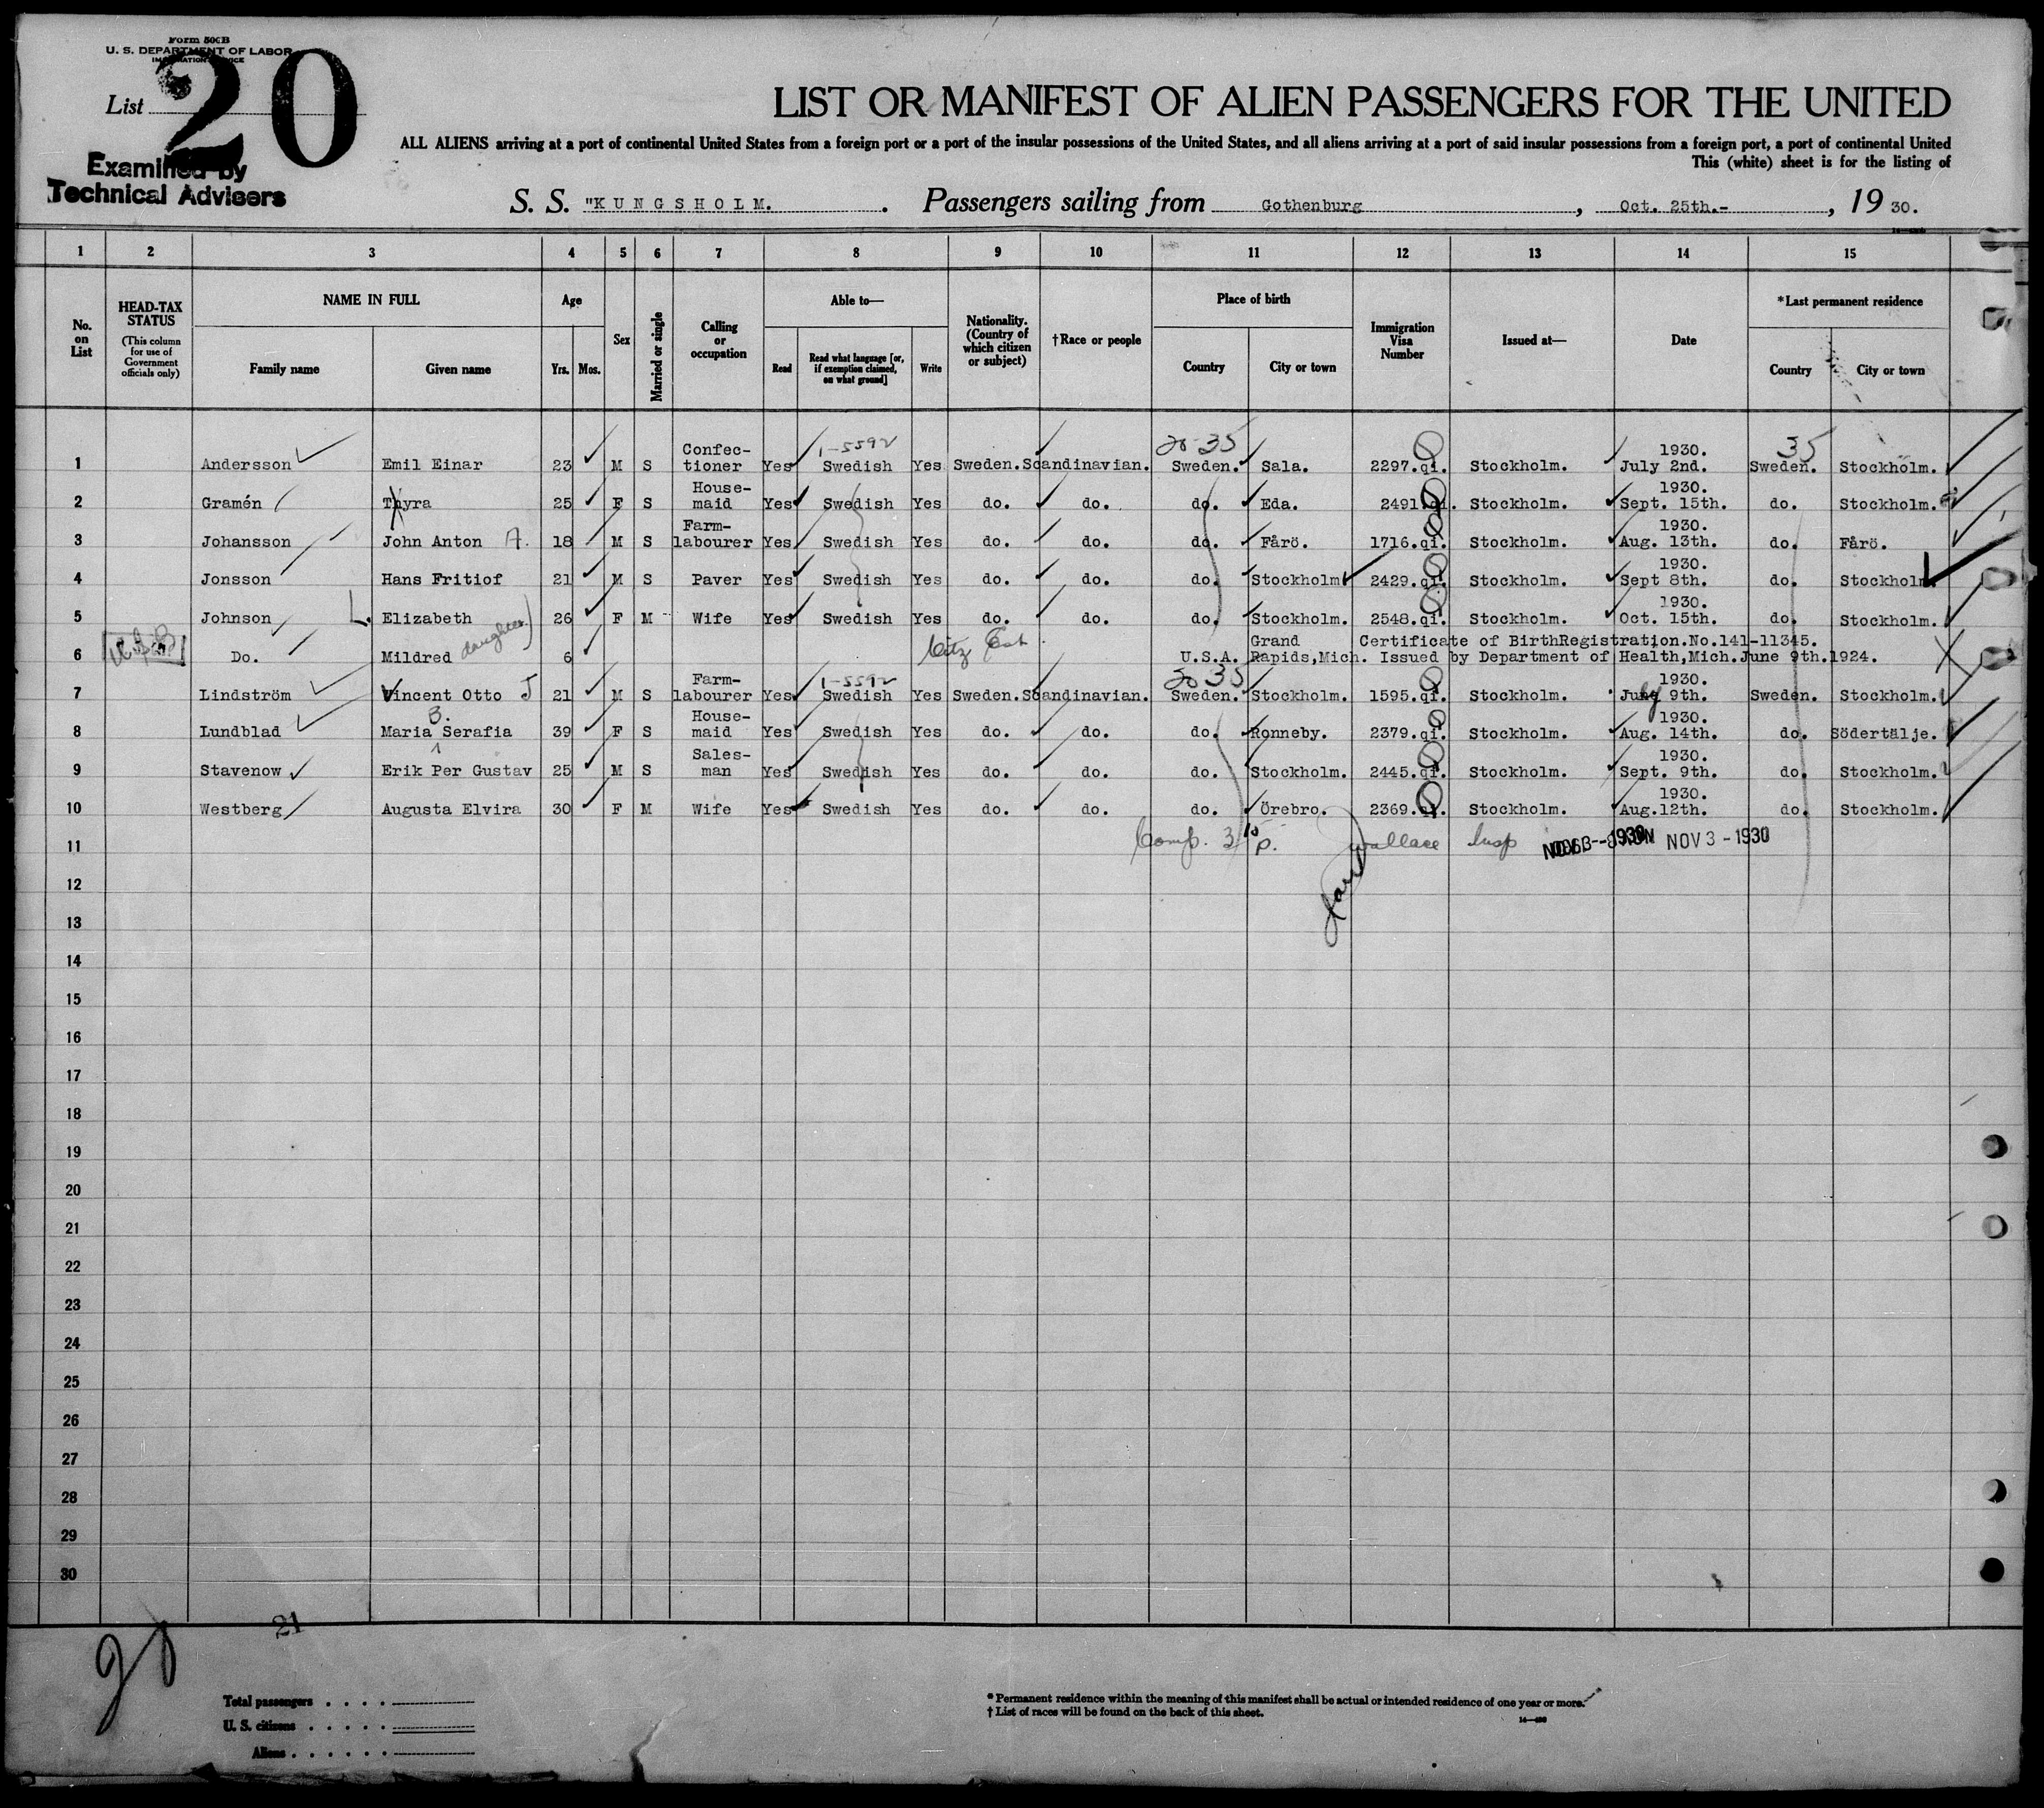 Form 500B
U. S. DEPARTMENT OF LABOR
IMMIGRATION SERVICE
List 20
Examined by
Technical Advisers
LIST OR MANIFEST OF ALIEN PASSENGERS FOR THE UNITED
ALL ALIENS arriving at a port of continental United States from a foreign port or a port of the insular possessions of the United States, and all aliens arriving at a port of said insular possessions from a foreign port, a port of continental United
This (white) sheet is for the listing of
S. S. "KUNGSHOLM. . Passengers sailing from Gothenburg , Oct. 25th.- , 19 30.
1 2 3 4 5 6 7 8 9 10 11 12 13 14 15
No. on List
HEAD-TAX STATUS (This column for use of Government officials only)
NAME IN FULL Family name Given name
Age Yrs. Mos.
Sex
Married or single
Calling or occupation
Able to— Read Read what language [or, if exemption claimed, on what ground] Write
Nationality. (Country of which citizen or subject)
†Race or people
Place of birth Country City or town
Immigration Visa Number
Issued at—
Date
*Last permanent residence Country City or town
1-5592 35 35
1 Andersson Emil Einar 23 M S Confectioner Yes Swedish Yes Sweden. Scandinavian. Sweden. Sala. 2297.qi. Stockholm. 1930. July 2nd. Sweden. Stockholm.
2 Gramén Thyra 25 F S Housemaid Yes Swedish Yes do. do. do. Eda. 2491.qi. Stockholm. 1930. Sept. 15th. do. Stockholm.
3 Johansson John Anton A. 18 M S Farm-labourer Yes Swedish Yes do. do. do. Fårö. 1716.qi. Stockholm. 1930. Aug. 13th. do. Fårö.
4 Jonsson Hans Fritiof 21 M S Paver Yes Swedish Yes do. do. do. Stockholm 2429.qi. Stockholm. 1930. Sept 8th. do. Stockholm.
5 Johnson L. Elizabeth 26 F M Wife Yes Swedish Yes do. do. do. Stockholm. 2548.qi. Stockholm. 1930. Oct. 15th. do. Stockholm.
6 Do. Mildred daughter 6 U.S.A. Grand Rapids,Mich. Certificate of BirthRegistration.No.141-11345. Issued by Department of Health,Mich.June 9th.1924.
1-5592 35
7 Lindström Vincent Otto J 21 M S Farm-labourer Yes Swedish Yes Sweden. Scandinavian. Sweden. Stockholm. 1595.qi. Stockholm. 1930. July 9th. Sweden. Stockholm.
8 Lundblad Maria B. Serafia 39 F S Housemaid Yes Swedish Yes do. do. do. Ronneby. 2379.qi. Stockholm. 1930. Aug. 14th. do. Södertälje.
9 Stavenow Erik Per Gustav 25 M S Salesman Yes Swedish Yes do. do. do. Stockholm. 2445.qi. Stockholm. 1930. Sept. 9th. do. Stockholm.
10 Westberg Augusta Elvira 30 F M Wife Yes Swedish Yes do. do. do. Örebro. 2369.qi. Stockholm. 1930. Aug.12th. do. Stockholm.
11 Comp. Wallace Insp NOV 3 - 1930
12
13
14
15
16
17
18
19
20
21
22
23
24
25
26
27
28
29
30
21
Total passengers . . . .
U. S. citizens . . . . .
Aliens . . . . . .
* Permanent residence within the meaning of this manifest shall be actual or intended residence of one year or more.
† List of races will be found on the back of this sheet.